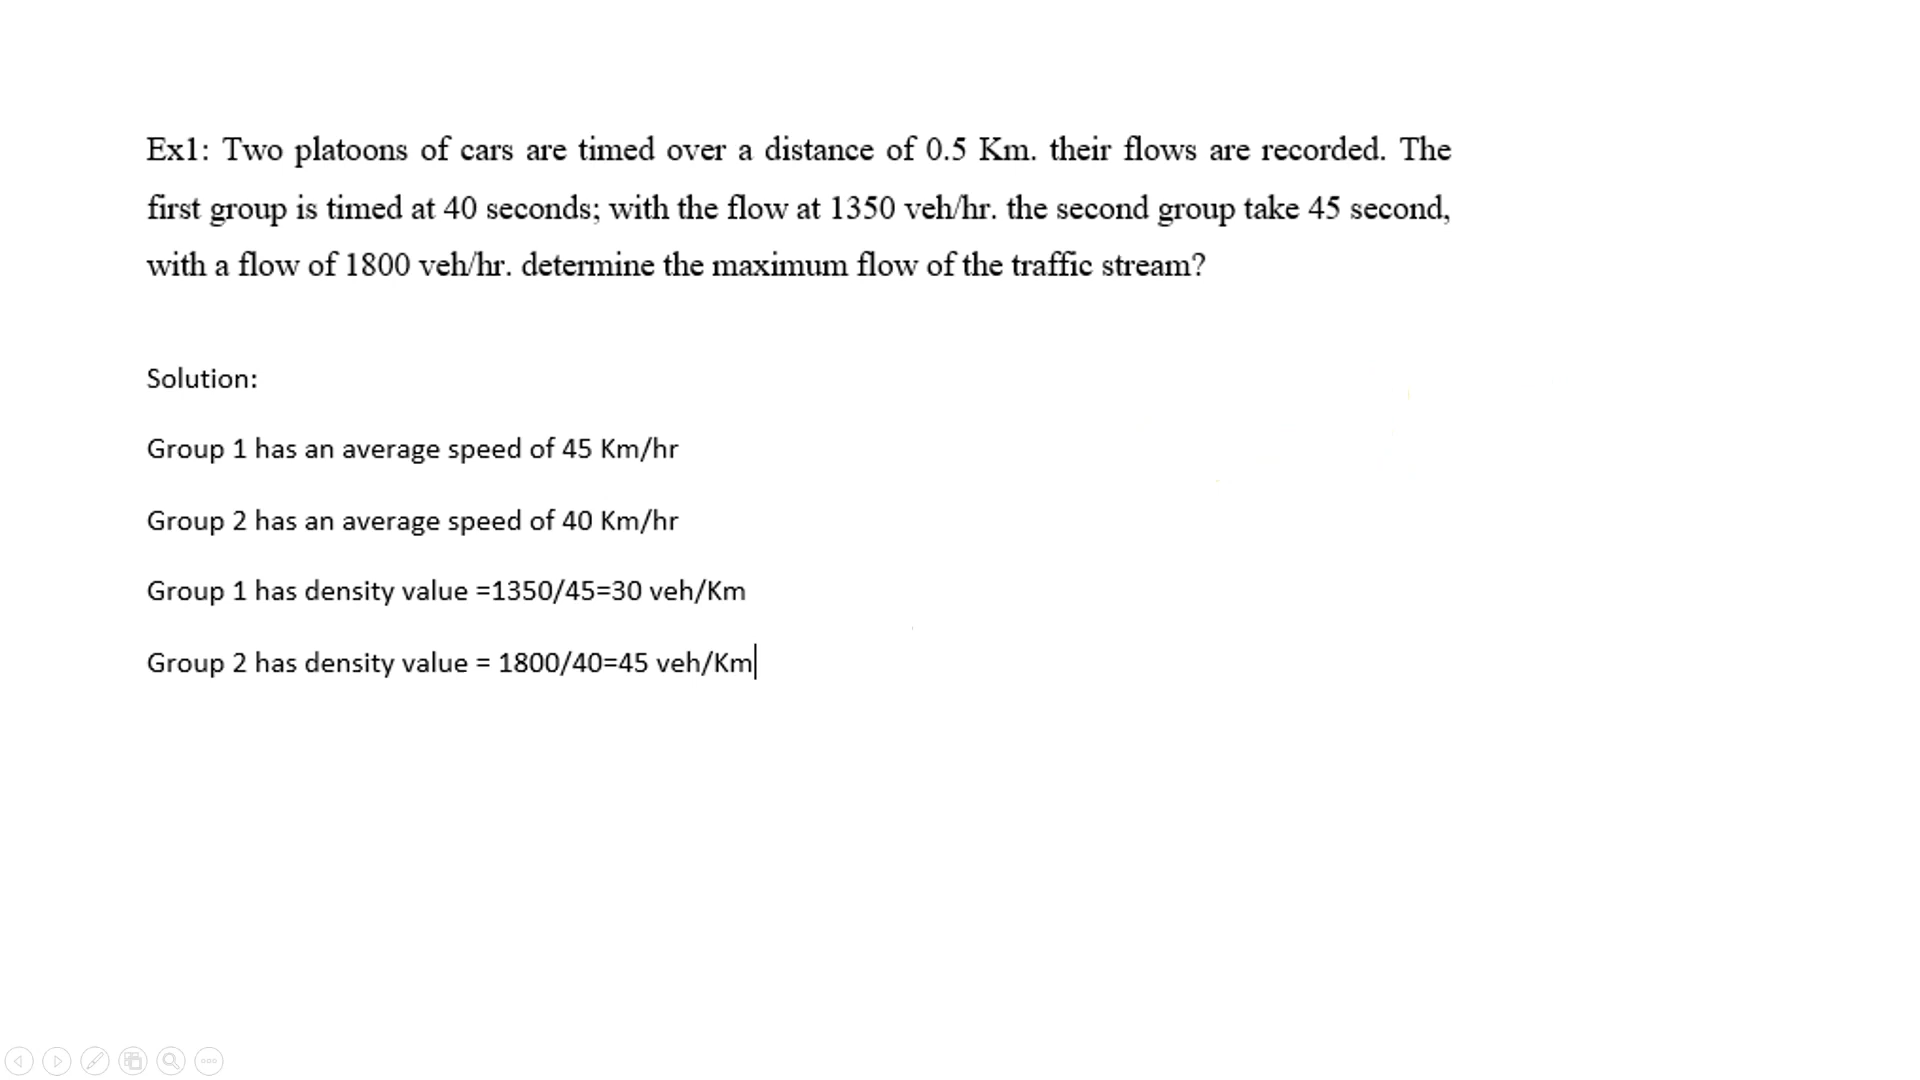 Ex1: Two platoons of cars are timed over a distance of 0.5 Km. their flows are recorded. The
first group is timed at 40 seconds; with the flow at 1350 veh/hr. the second group take 45 second,
with a flow of 1800 veh/hr. determine the maximum flow of the traffic stream?
Solution:
Group 1 has an average speed of 45 Km/hr
Group 2 has an average speed of 40 Km/hr
Group 1 has density value =1350/45=30 veh/Km
Group 2 has density value = 1800/40=45 veh/Km